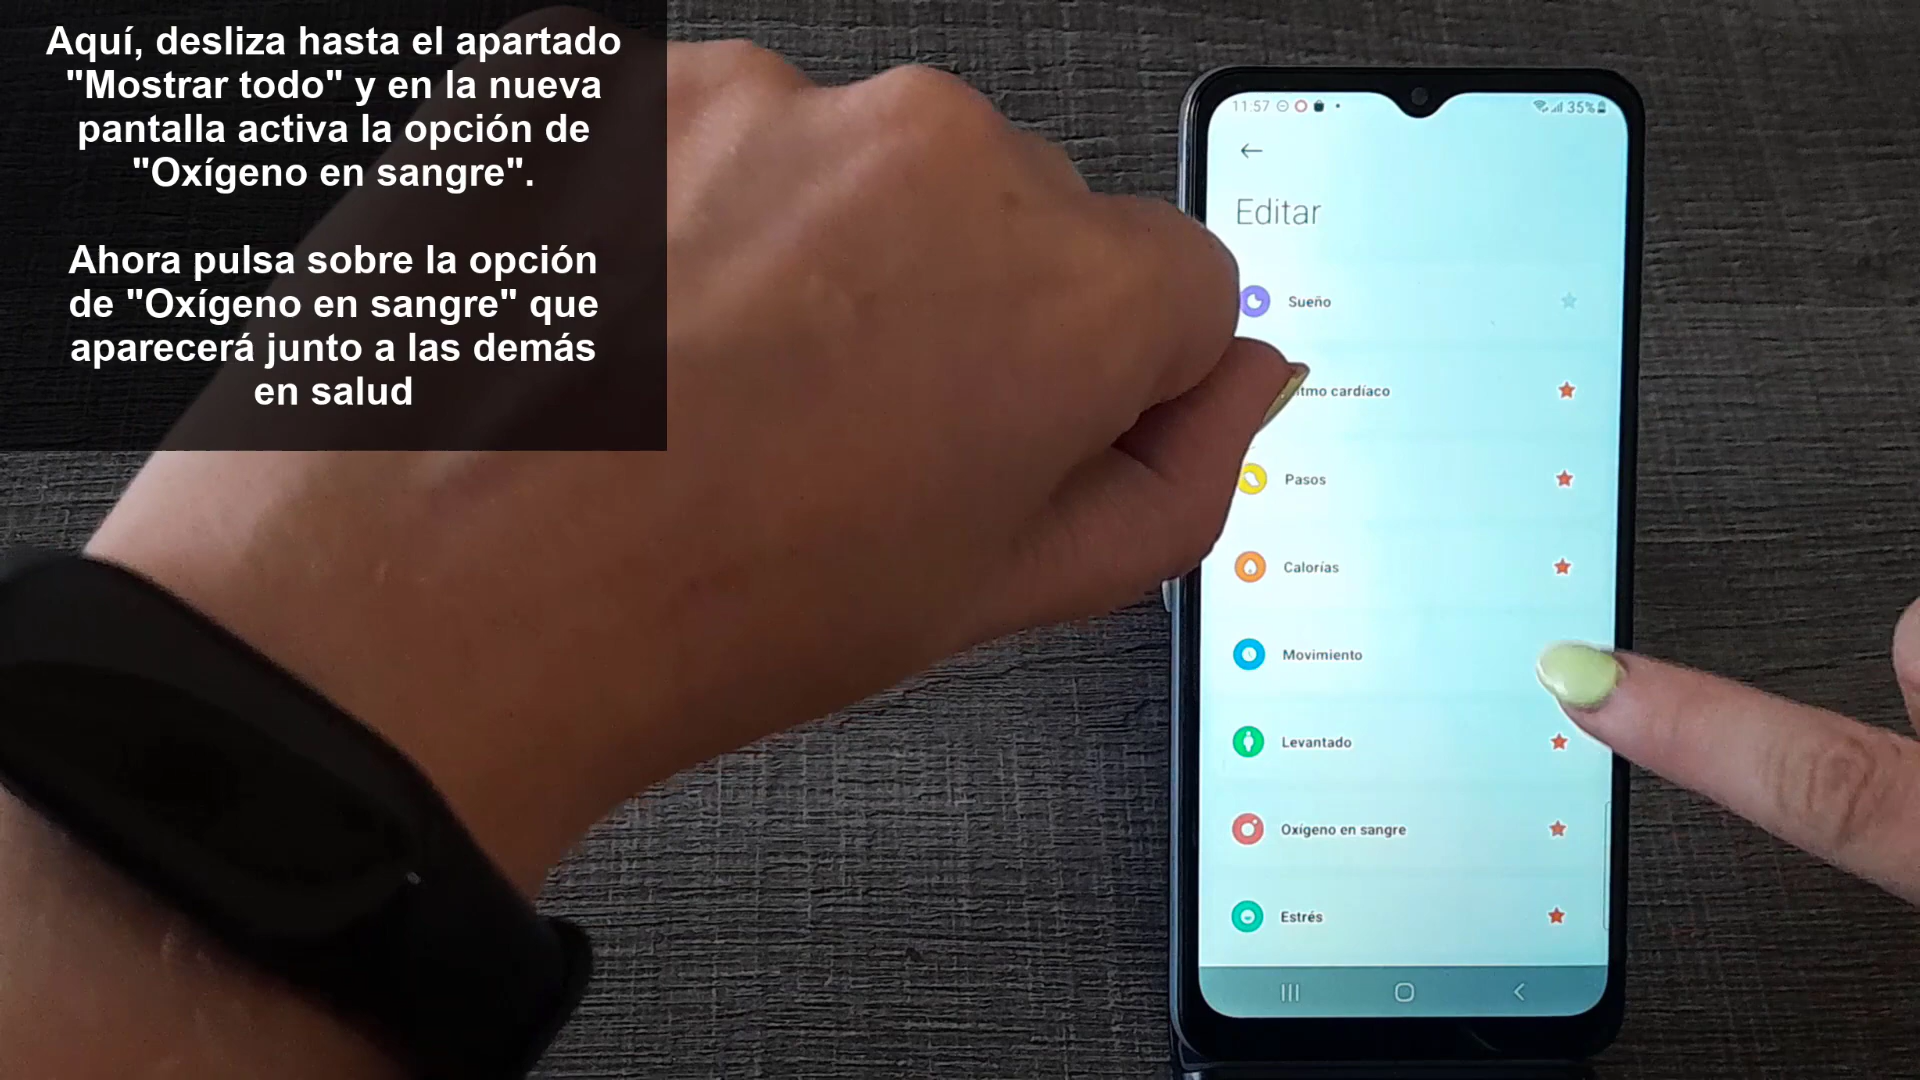 Aquí, desliza hasta el apartado
"Mostrar todo" y en la nueva
pantalla activa la opción de
"Oxígeno en sangre".
Ahora pulsa sobre la opción
de "Oxígeno en sangre" que
aparecerá junto a las demás
en salud
11:57 35%
Editar
Sueño
tmo cardíaco
Pasos
Calorías
Movimiento
Levantado
Oxígeno en sangre
Estrés